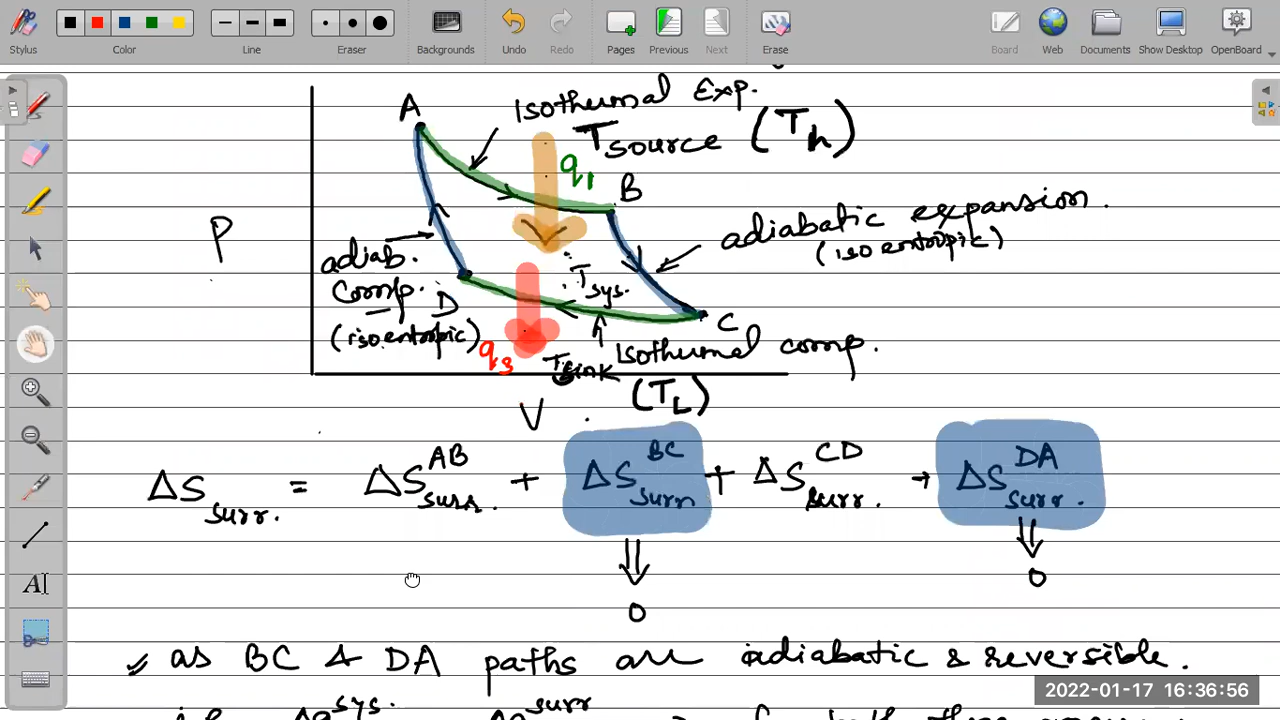 Stylus Color Line Eraser Backgrounds Undo Redo Pages Previous Next Erase Board Web Documents Show Desktop OpenBoard
A Isothermal Exp.
T source (Th)
q1
B
P
adiabatic expansion.
(isoentropic)
adiab.
Comp. D
(isoentropic)
Tsys.
C
q3
Tsink
Isothermal comp.
(TL)
V
ΔS surr. = ΔS surr. AB + ΔS surr BC + ΔS surr. CD + ΔS surr. DA
0
0
as BC & DA paths are adiabatic & reversible.
2022-01-17 16:36:56